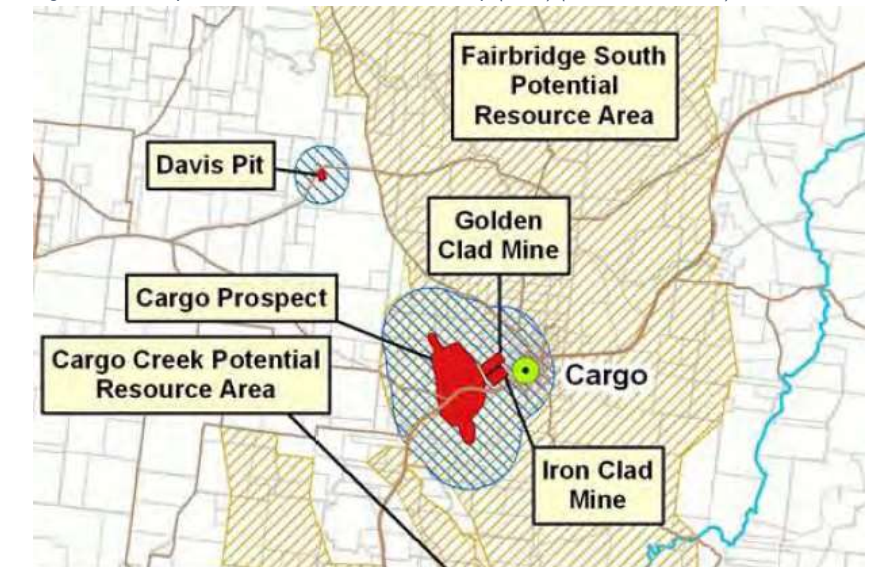 Fairbridge South
Potential
Resource Area
Davis Pit
Golden
Clad Mine
Cargo Prospect
Cargo Creek Potential
Resource Area
Cargo
Iron Clad
Mine